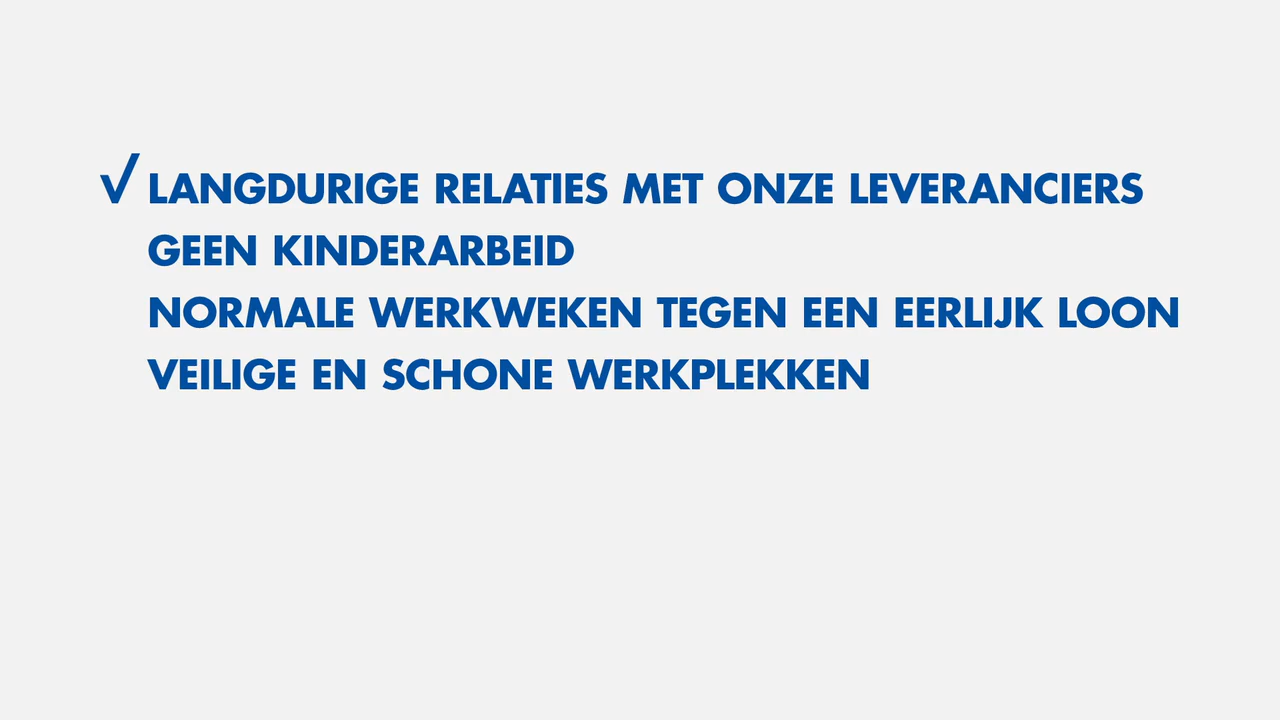 √ LANGDURIGE RELATIES MET ONZE LEVERANCIERS
GEEN KINDERARBEID
NORMALE WERKWEKEN TEGEN EEN EERLIJK LOON
VEILIGE EN SCHONE WERKPLEKKEN